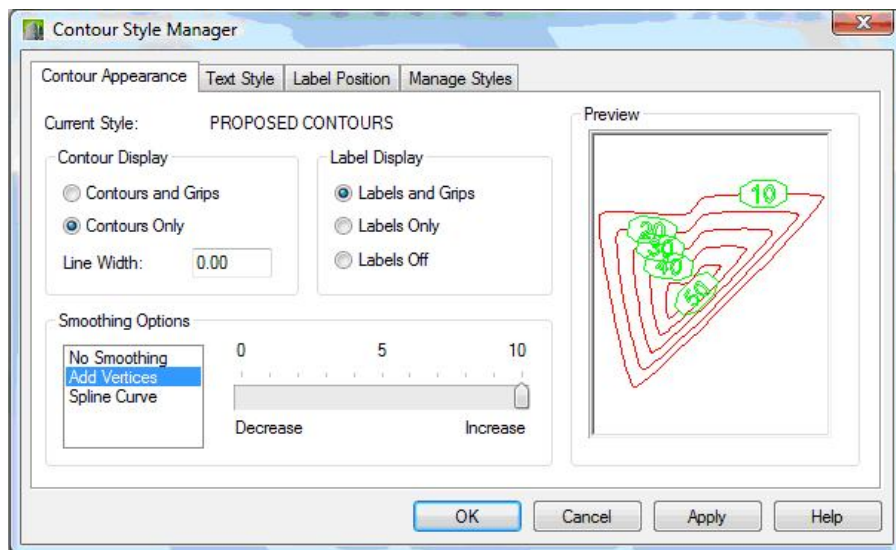 Contour Style Manager
Contour Appearance Text Style Label Position Manage Styles
Current Style: PROPOSED CONTOURS
Contour Display
Contours and Grips
Contours Only
Line Width: 0.00
Label Display
Labels and Grips
Labels Only
Labels Off
Smoothing Options
No Smoothing
Add Vertices
Spline Curve
0 5 10
Decrease Increase
Preview
10
20
30
40
50
OK Cancel Apply Help